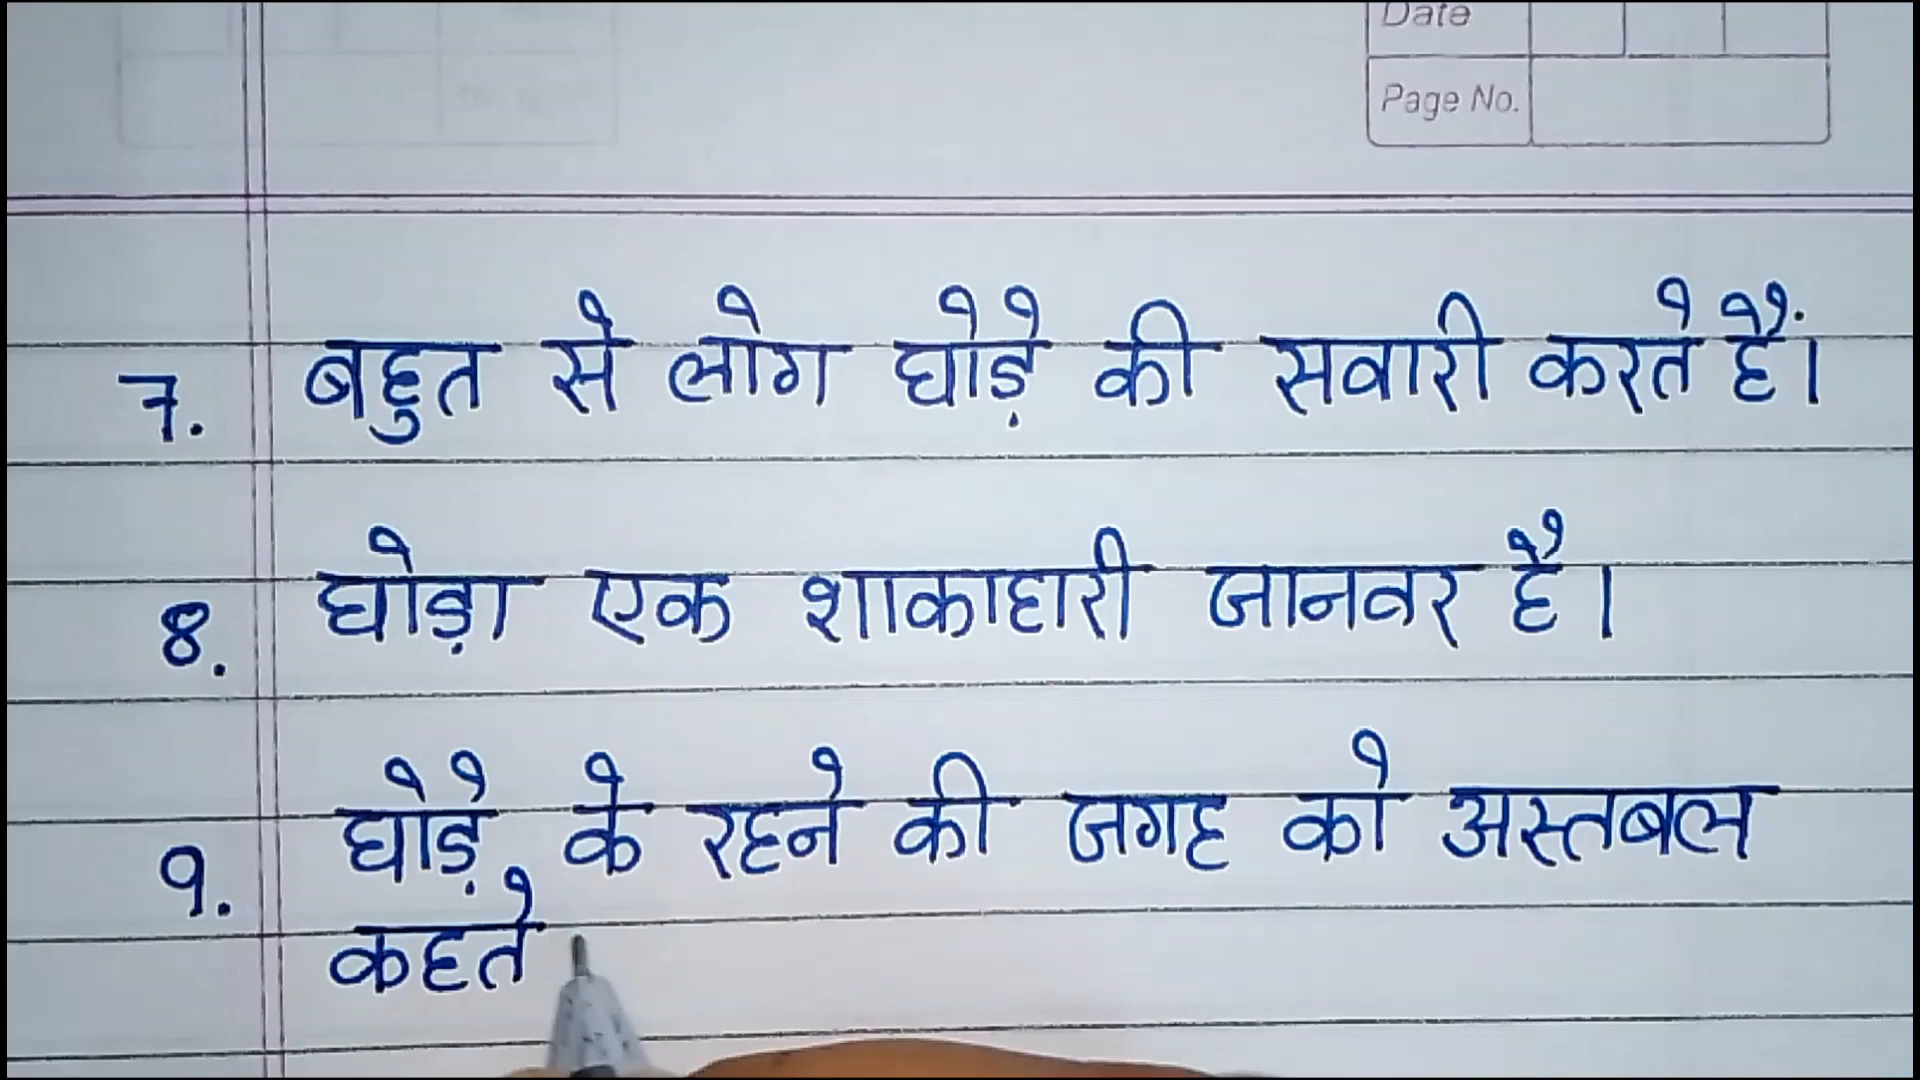 Date
Page No.
7. बहुत से लोग घोड़े की सवारी करते हैं।
8. घोड़ा एक शाकाहारी जानवर है।
9. घोड़े के रहने की जगह को अस्तबल
कहते